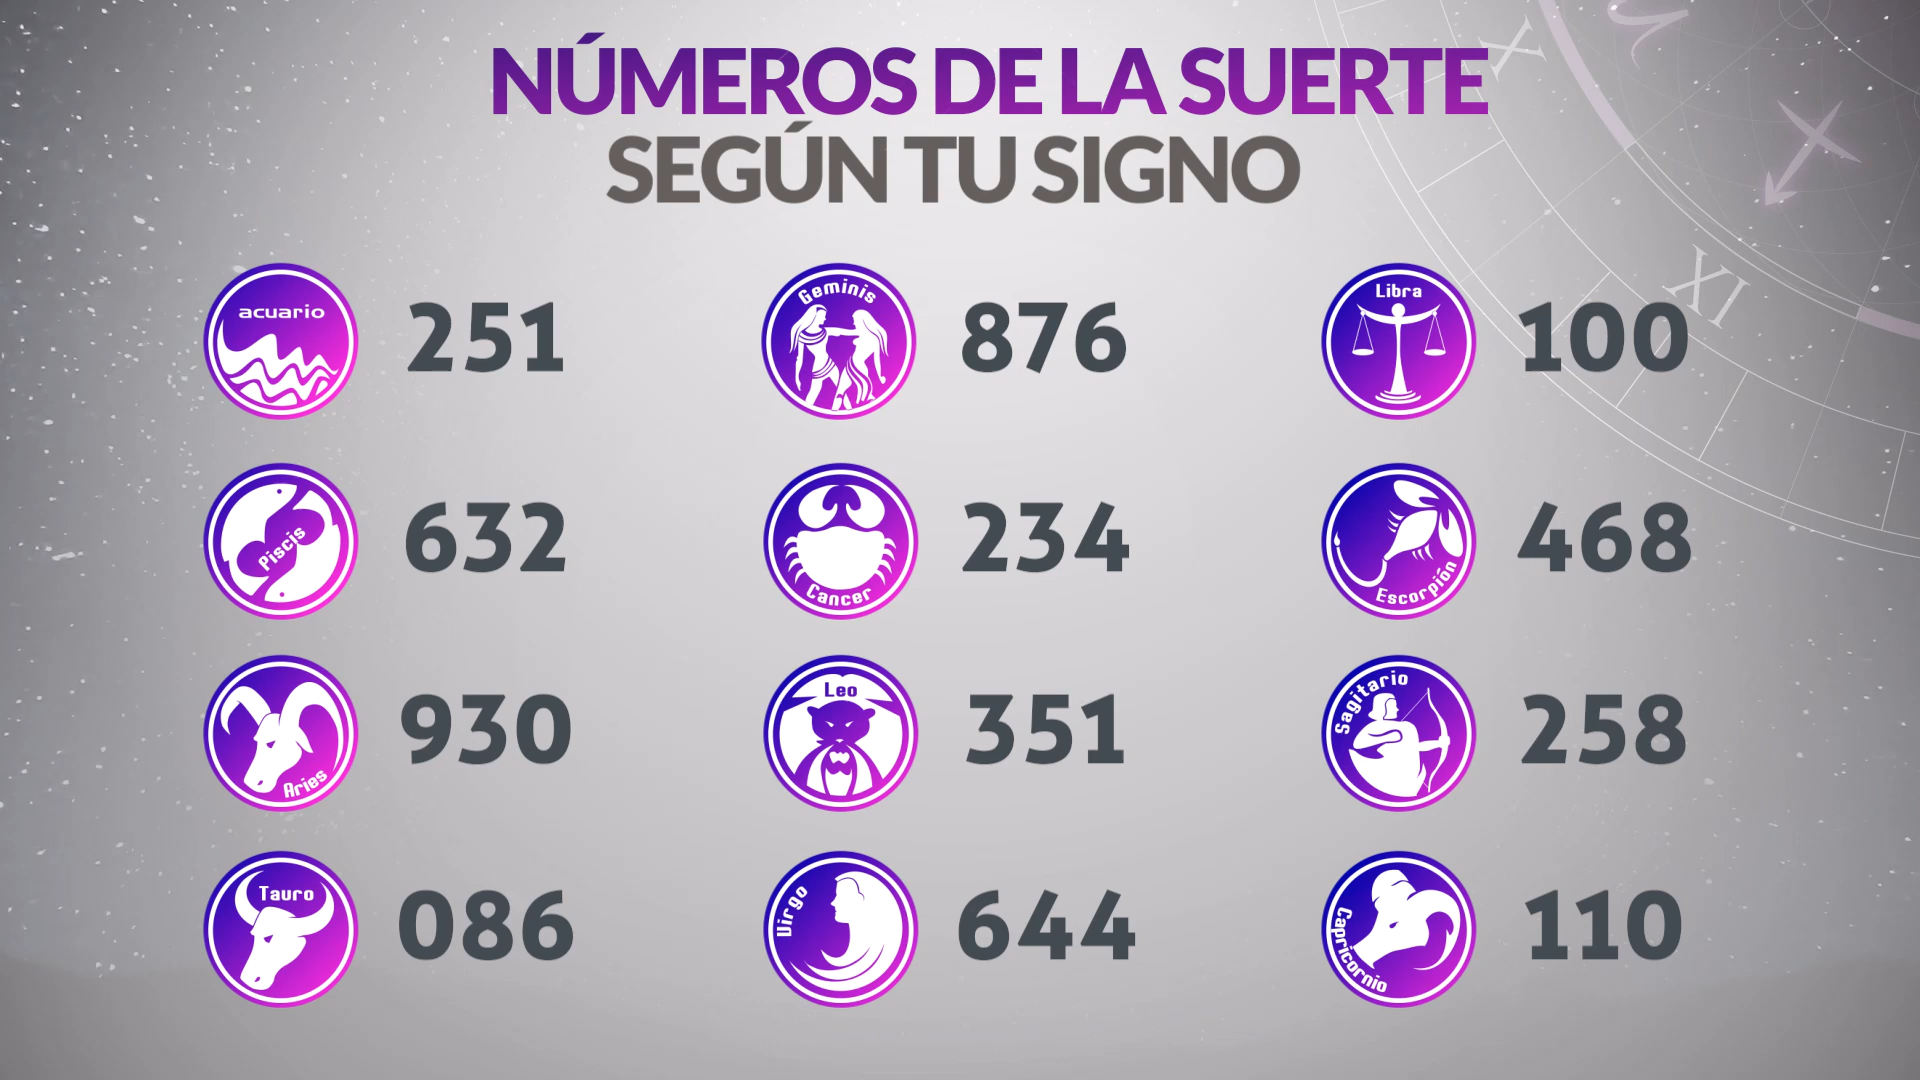 NÚMEROS DE LA SUERTE
SEGÚN TU SIGNO
acuario 251
Geminis 876
Libra 100
Piscis 632
Cancer 234
Escorpión 468
Aries 930
Leo 351
Sagitario 258
Tauro 086
Virgo 644
Capricornio 110
X
XI